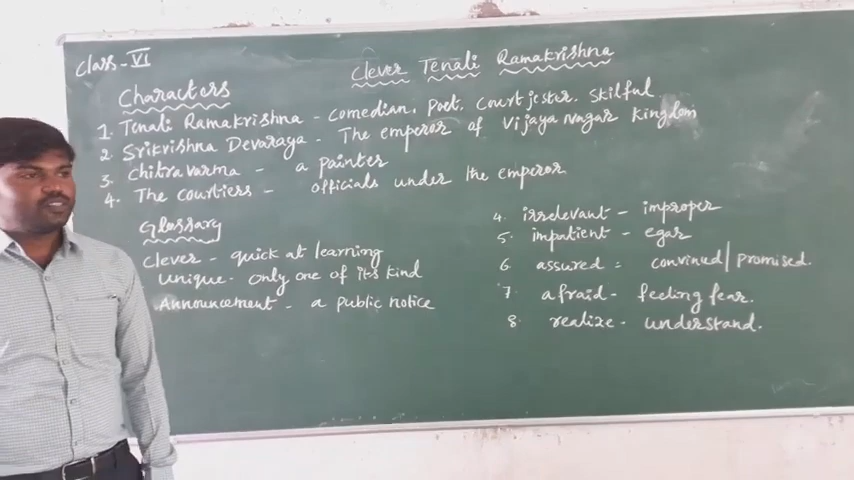 Class - VI
Clever Tenali Ramakrishna
Characters
1. Tenali Ramakrishna - comedian, poet, court jester. skilful
2. Srikrishna Devaraya - The emperor of Vijaya nagar kingdom
3. Chitravarma - a painter
4. The courtiers - officials under the emperor
Glossary
clever - quick at learning
unique - only one of its kind
Announcement - a public notice
4. irrelevant - improper
5. impatient - egar
6 assured = convinued/promised.
7 afraid - feeling fear.
8 realize - understand.